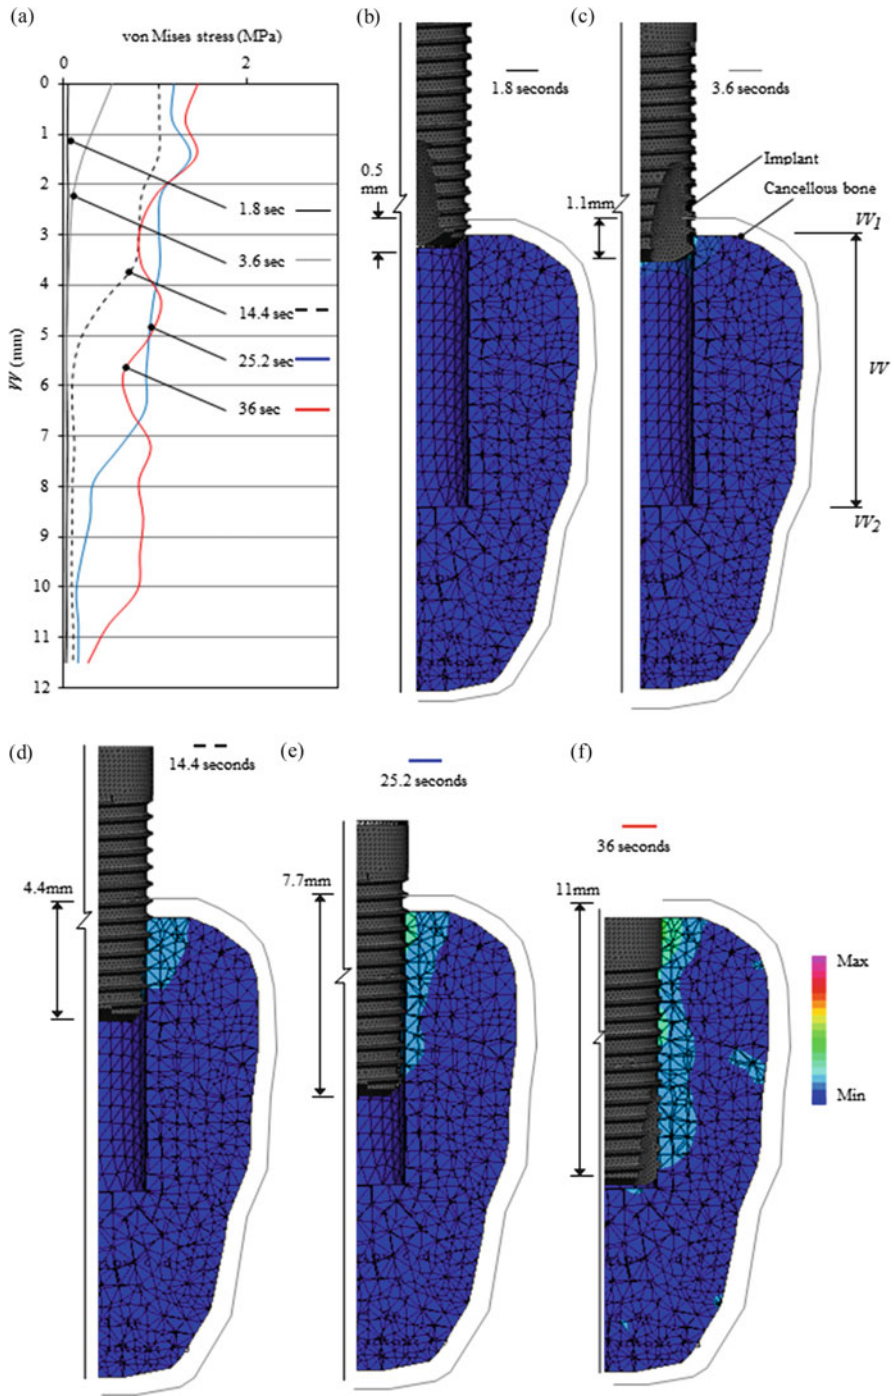 (a)
von Mises stress (MPa)
0 2
0
1
2
3
4
5
6
7
8
9
10
11
12
VV (mm)
1.8 sec
3.6 sec
14.4 sec
25.2 sec
36 sec
(b)
1.8 seconds
0.5
mm
(c)
3.6 seconds
Implant
Cancellous bone
1.1mm
VV1
VV
VV2
(d)
14.4 seconds
4.4mm
(e)
25.2 seconds
7.7mm
(f)
36 seconds
11mm
Max
Min